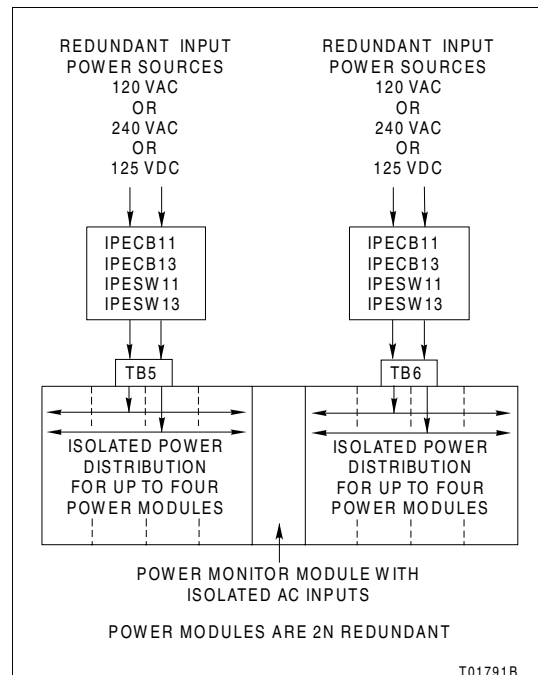 REDUNDANT INPUT
POWER SOURCES
120 VAC
OR
240 VAC
OR
125 VDC
REDUNDANT INPUT
POWER SOURCES
120 VAC
OR
240 VAC
OR
125 VDC
IPECB11
IPECB13
IPESW11
IPESW13
IPECB11
IPECB13
IPESW11
IPESW13
TB5
TB6
ISOLATED POWER
DISTRIBUTION
FOR UP TO FOUR
POWER MODULES
ISOLATED POWER
DISTRIBUTION
FOR UP TO FOUR
POWER MODULES
POWER MONITOR MODULE WITH
ISOLATED AC INPUTS
POWER MODULES ARE 2N REDUNDANT
T01791B